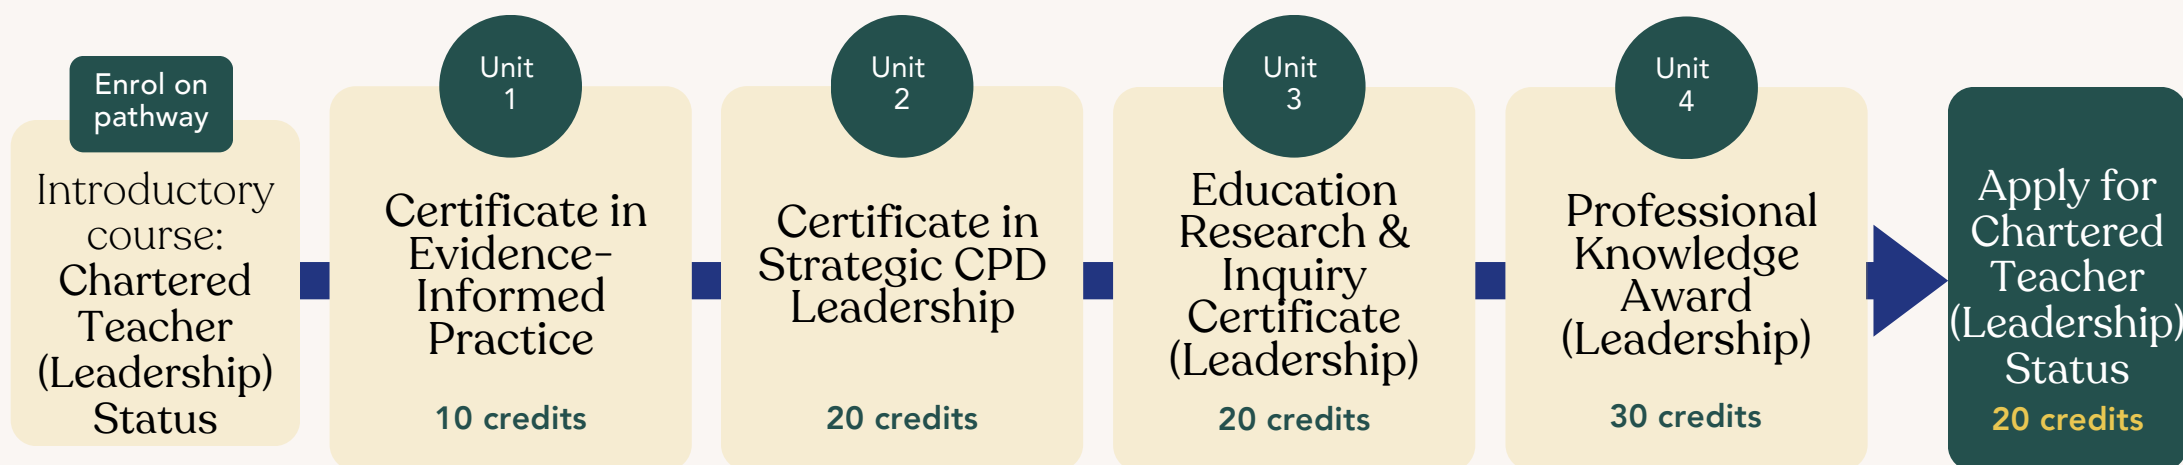 Enrol on
pathway
Introductory
course:
Chartered
Teacher
(Leadership)
Status
Unit
1
Certificate in
Evidence-
Informed
Practice
10 credits
Unit
2
Certificate in
Strategic CPD
Leadership
20 credits
Unit
3
Education
Research &
Inquiry
Certificate
(Leadership)
20 credits
Unit
4
Professional
Knowledge
Award
(Leadership)
30 credits
Apply for
Chartered
Teacher
(Leadership)
Status
20 credits